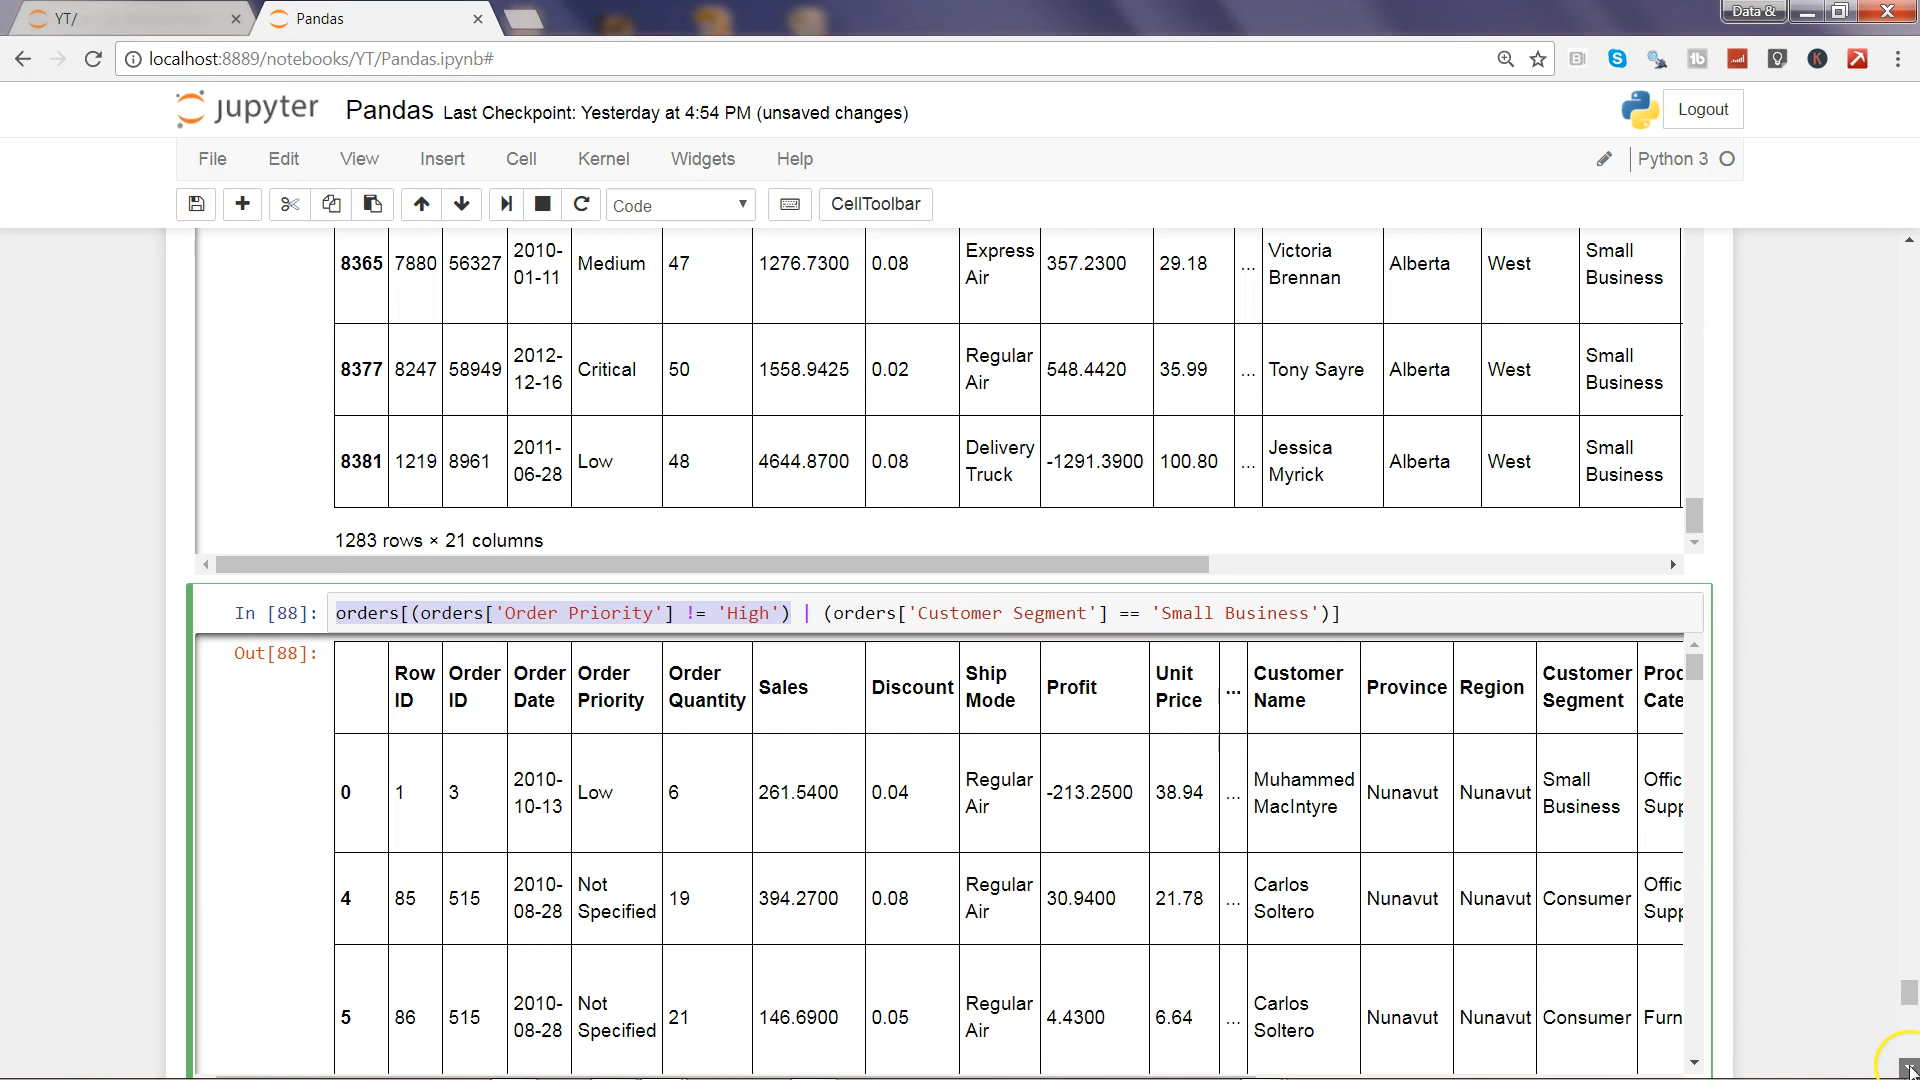 YT/
Pandas
Data &
localhost:8889/notebooks/YT/Pandas.ipynb#
jupyter Pandas Last Checkpoint: Yesterday at 4:54 PM (unsaved changes)
Logout
File Edit View Insert Cell Kernel Widgets Help
Python 3
Code
CellToolbar
8365 7880 56327 2010-01-11 Medium 47 1276.7300 0.08 Express Air 357.2300 29.18 ... Victoria Brennan Alberta West Small Business
8377 8247 58949 2012-12-16 Critical 50 1558.9425 0.02 Regular Air 548.4420 35.99 ... Tony Sayre Alberta West Small Business
8381 1219 8961 2011-06-28 Low 48 4644.8700 0.08 Delivery Truck -1291.3900 100.80 ... Jessica Myrick Alberta West Small Business
1283 rows × 21 columns
In [88]: orders[(orders['Order Priority'] != 'High') | (orders['Customer Segment'] == 'Small Business')]
Out[88]:
Row ID Order ID Order Date Order Priority Order Quantity Sales Discount Ship Mode Profit Unit Price ... Customer Name Province Region Customer Segment Proc Cate
0 1 3 2010-10-13 Low 6 261.5400 0.04 Regular Air -213.2500 38.94 ... Muhammed MacIntyre Nunavut Nunavut Small Business Offic Supp
4 85 515 2010-08-28 Not Specified 19 394.2700 0.08 Regular Air 30.9400 21.78 ... Carlos Soltero Nunavut Nunavut Consumer Offic Supp
5 86 515 2010-08-28 Not Specified 21 146.6900 0.05 Regular Air 4.4300 6.64 ... Carlos Soltero Nunavut Nunavut Consumer Furn